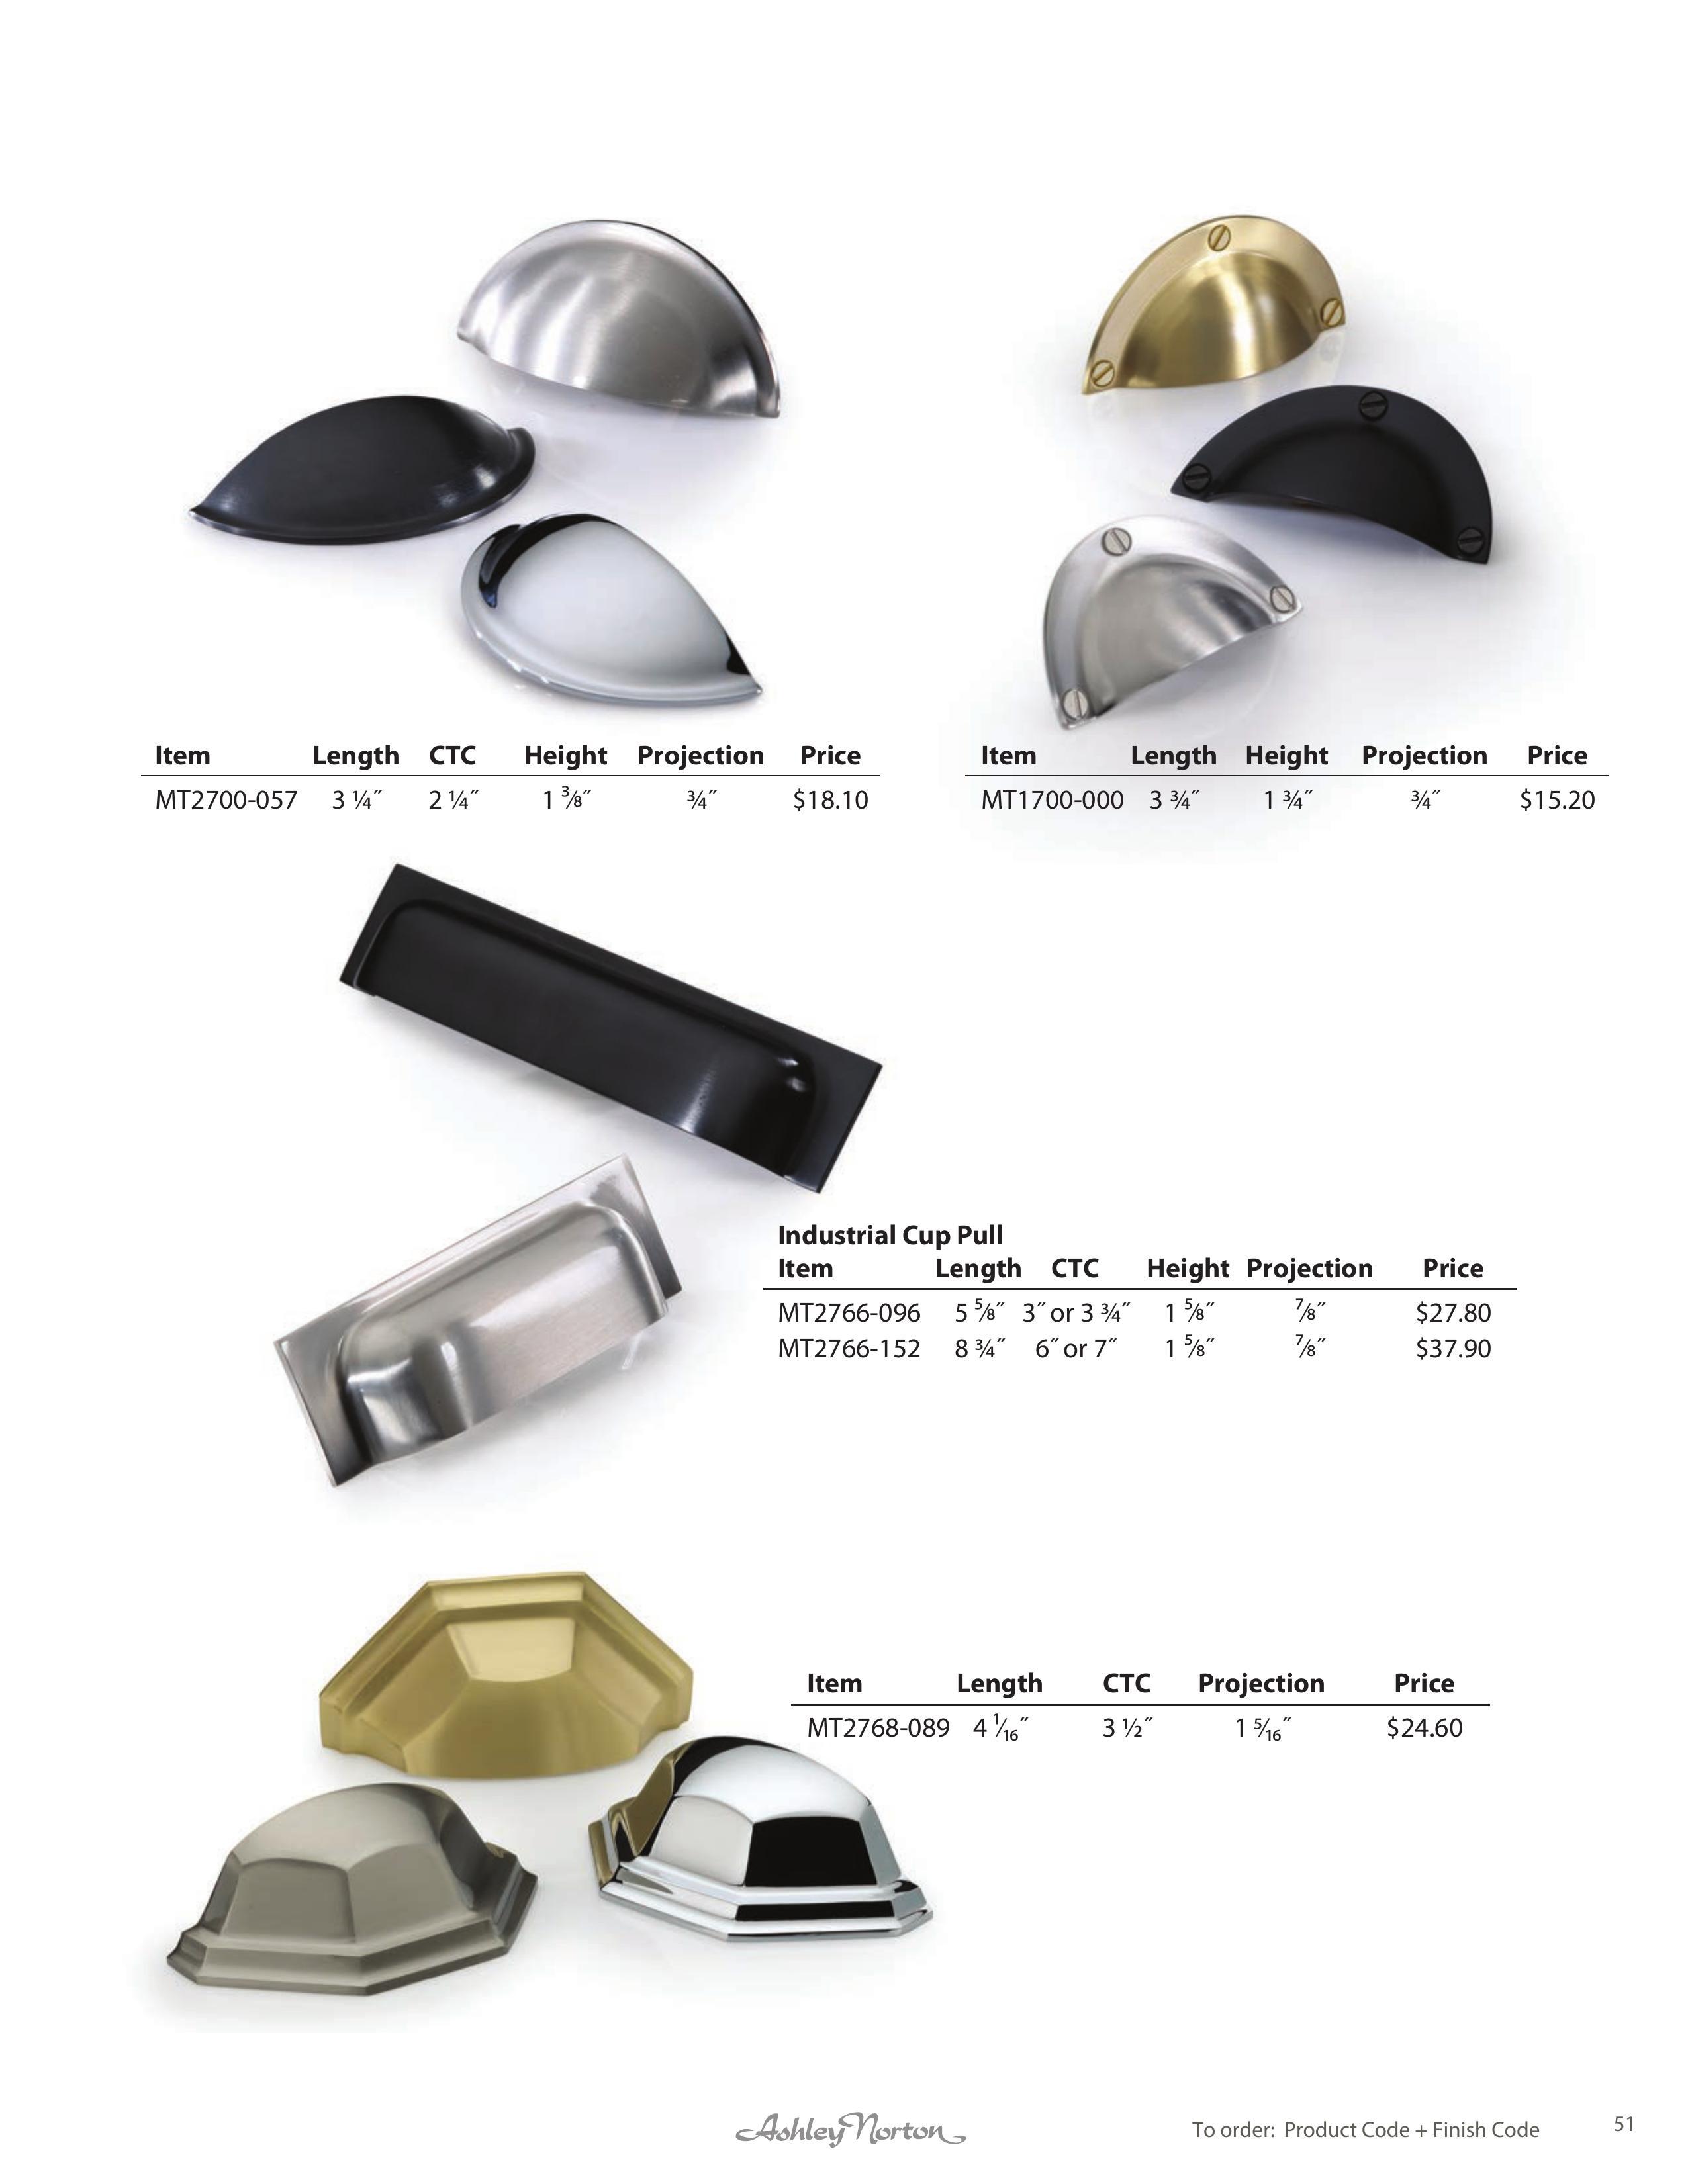 Item Length CTC Height Projection Price
MT2700-057 3 ¼″ 2 ¼″ 1 ⅜″ ¾″ $18.10
Item Length Height Projection Price
MT1700-000 3 ¾″ 1 ¾″ ¾″ $15.20
Industrial Cup Pull
Item Length CTC Height Projection Price
MT2766-096 5 ⅝″ 3″ or 3 ¾″ 1 ⅝″ ⅞″ $27.80
MT2766-152 8 ¾″ 6″ or 7″ 1 ⅝″ ⅞″ $37.90
Item Length CTC Projection Price
MT2768-089 4 1⁄16″ 3 ½″ 1 5⁄16″ $24.60
Ashley Norton
To order: Product Code + Finish Code
51